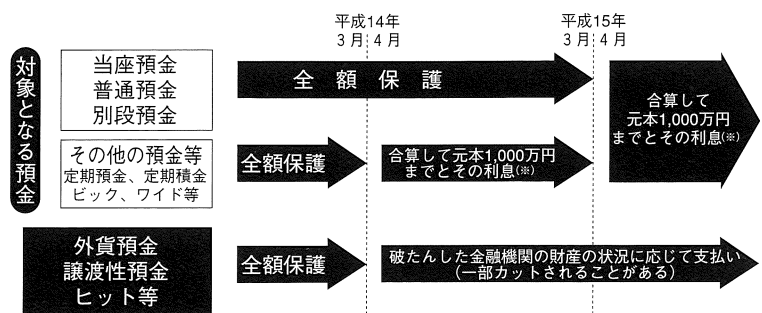 平成14年
3月 4月
平成15年
3月 4月
対象となる預金
当座預金
普通預金
別段預金
全額保護
合算して
元本1,000万円
までとその利息(※)
その他の預金等
定期預金、定期積金
ビック、ワイド等
全額保護
合算して元本1,000万円
までとその利息(※)
外貨預金
譲渡性預金
ヒット等
全額保護
破たんした金融機関の財産の状況に応じて支払い
(一部カットされることがある)